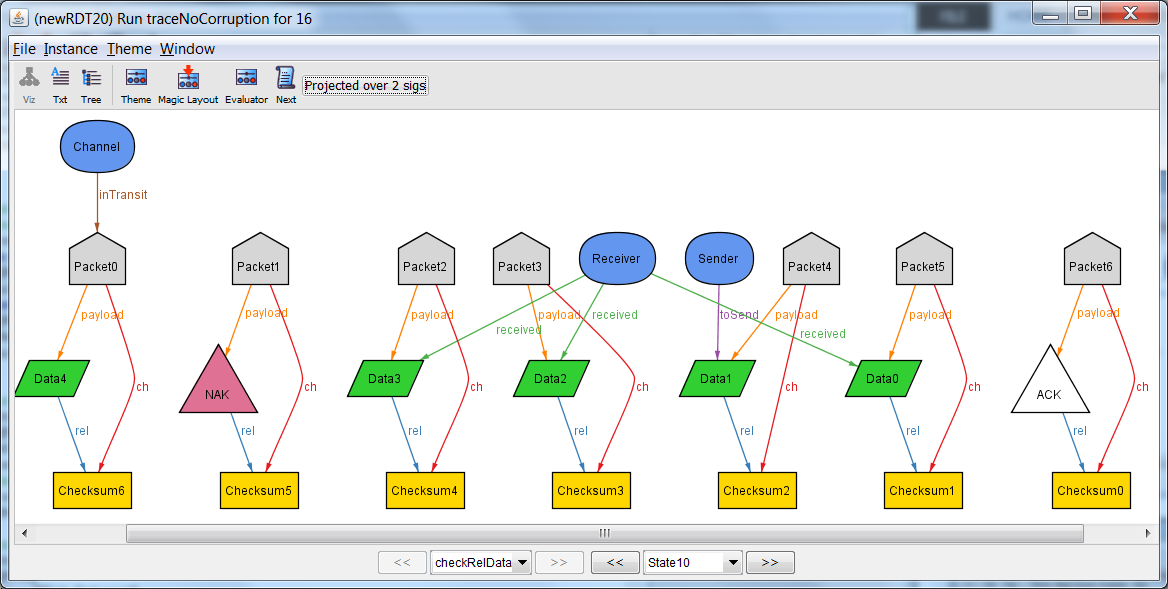 (newRDT20) Run traceNoCorruption for 16
File Instance Theme Window
Viz Txt Tree Theme Magic Layout Evaluator Next Projected over 2 sigs
Channel
inTransit
Packet0 Packet1 Packet2 Packet3 Receiver Sender Packet4 Packet5 Packet6
payload payload payload payload received toSend payload payload payload
received received
Data4 NAK Data3 Data2 Data1 Data0 ACK
ch ch ch ch ch ch ch
rel rel rel rel rel rel rel
Checksum6 Checksum5 Checksum4 Checksum3 Checksum2 Checksum1 Checksum0
<< checkRelData >> << State10 >>